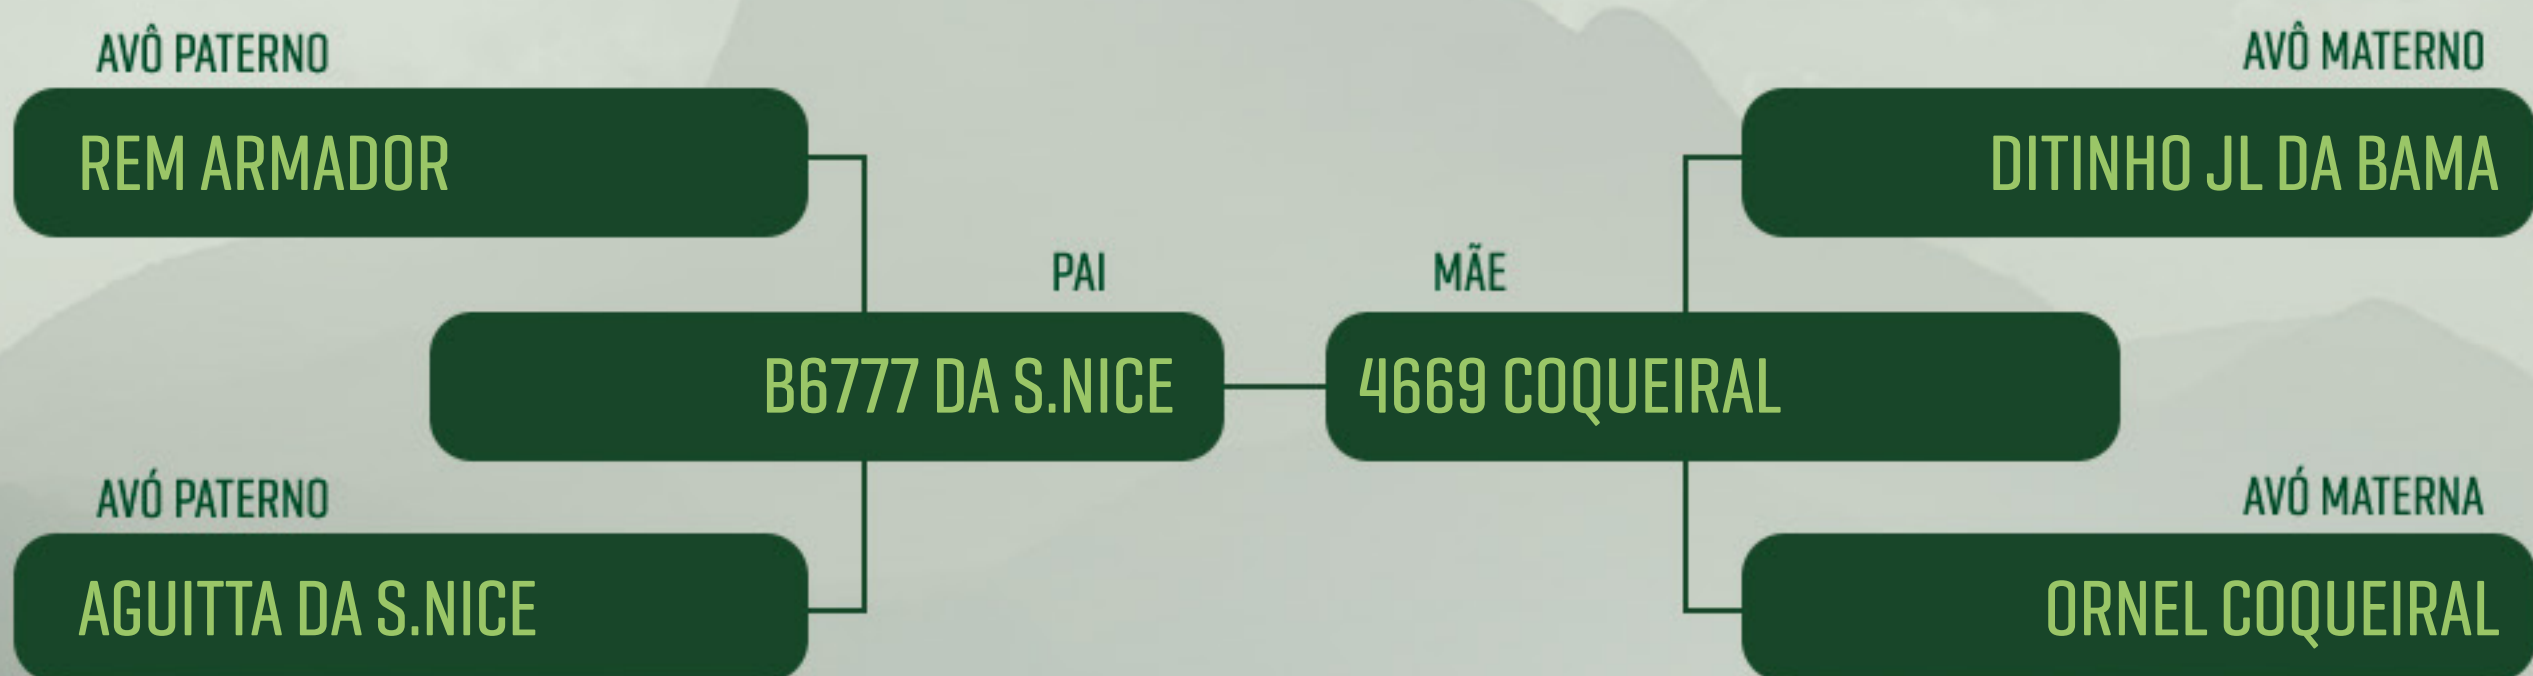 AVÔ PATERNO
AVÔ MATERNO
REM ARMADOR
DITINHO JL DA BAMA
PAI
MÃE
B6777 DA S.NICE
4669 COQUEIRAL
AVÓ PATERNO
AVÓ MATERNA
AGUITTA DA S.NICE
ORNEL COQUEIRAL